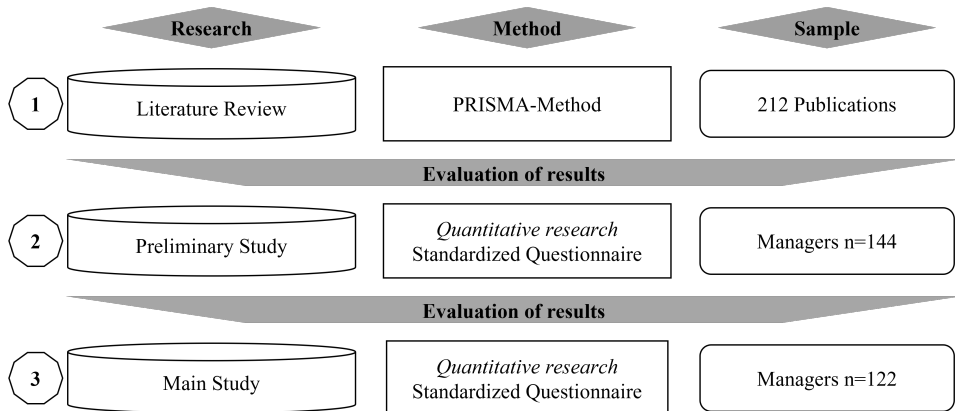 Research
Method
Sample
1
Literature Review
PRISMA-Method
212 Publications
Evaluation of results
2
Preliminary Study
Quantitative research
Standardized Questionnaire
Managers n=144
Evaluation of results
3
Main Study
Quantitative research
Standardized Questionnaire
Managers n=122